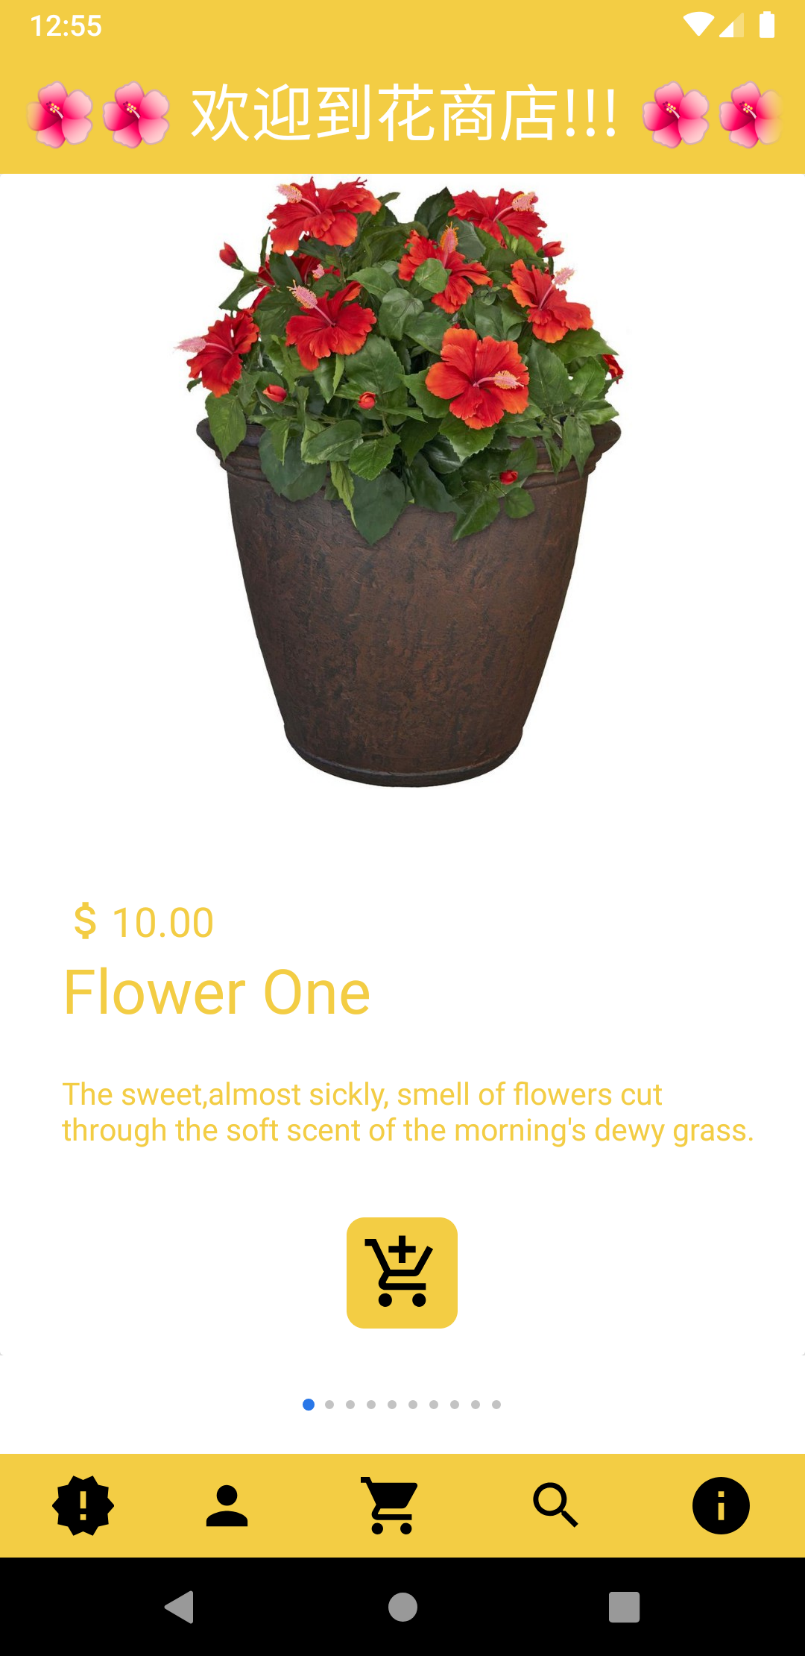 12:55
🌺🌺 欢迎到花商店!!! 🌺🌺
$ 10.00
Flower One
The sweet,almost sickly, smell of flowers cut
through the soft scent of the morning's dewy grass.